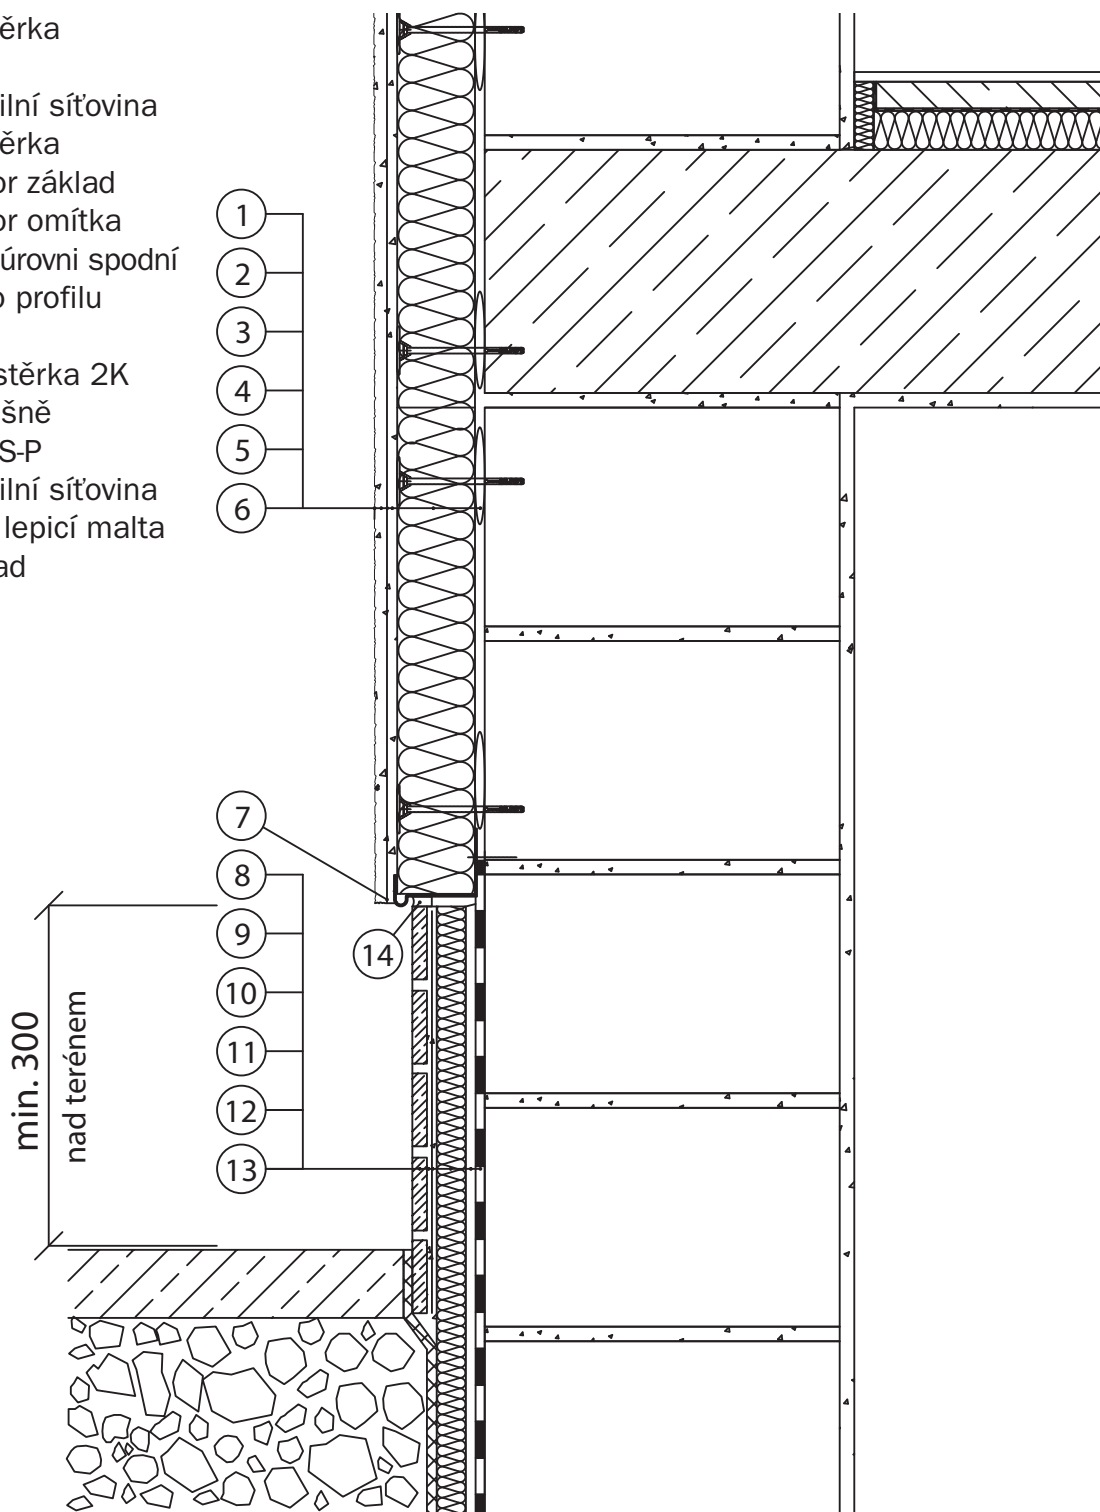 ěrka
ilní síťovina
ěrka
or základ
or omítka
úrovni spodní
o profilu
stěrka 2K
šně
S-P
ilní síťovina
lepicí malta
ad
1
2
3
4
5
6
7
8
9
10
11
12
13
14
min. 300
nad terénem